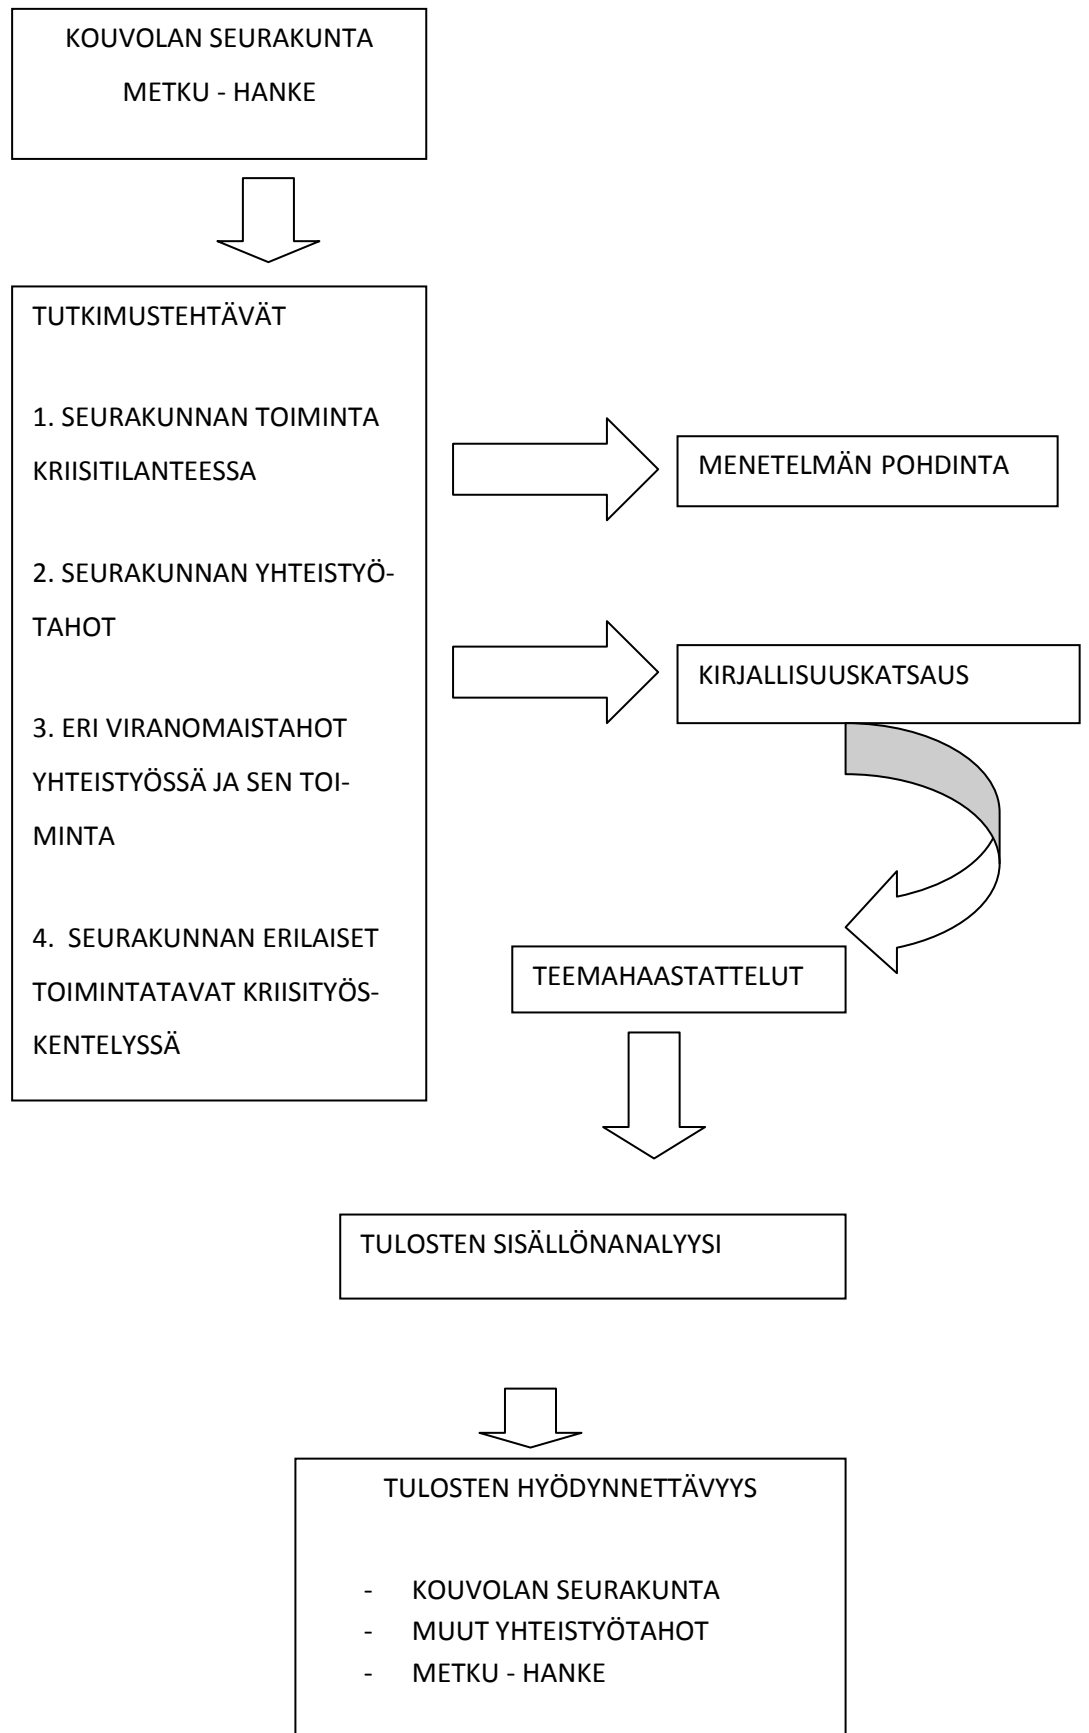 KOUVOLAN SEURAKUNTA
METKU - HANKE
TUTKIMUSTEHTÄVÄT
1. SEURAKUNNAN TOIMINTA
KRIISITILANTEESSA
2. SEURAKUNNAN YHTEISTYÖ-
TAHOT
3. ERI VIRANOMAISTAHOT
YHTEISTYÖSSÄ JA SEN TOI-
MINTA
4. SEURAKUNNAN ERILAISET
TOIMINTATAVAT KRIISITYÖS-
KENTELYSSÄ
MENETELMÄN POHDINTA
KIRJALLISUUSKATSAUS
TEEMAHAASTATTELUT
TULOSTEN SISÄLLÖNANALYYSI
TULOSTEN HYÖDYNNETTÄVYYS
- KOUVOLAN SEURAKUNTA
- MUUT YHTEISTYÖTAHOT
- METKU - HANKE